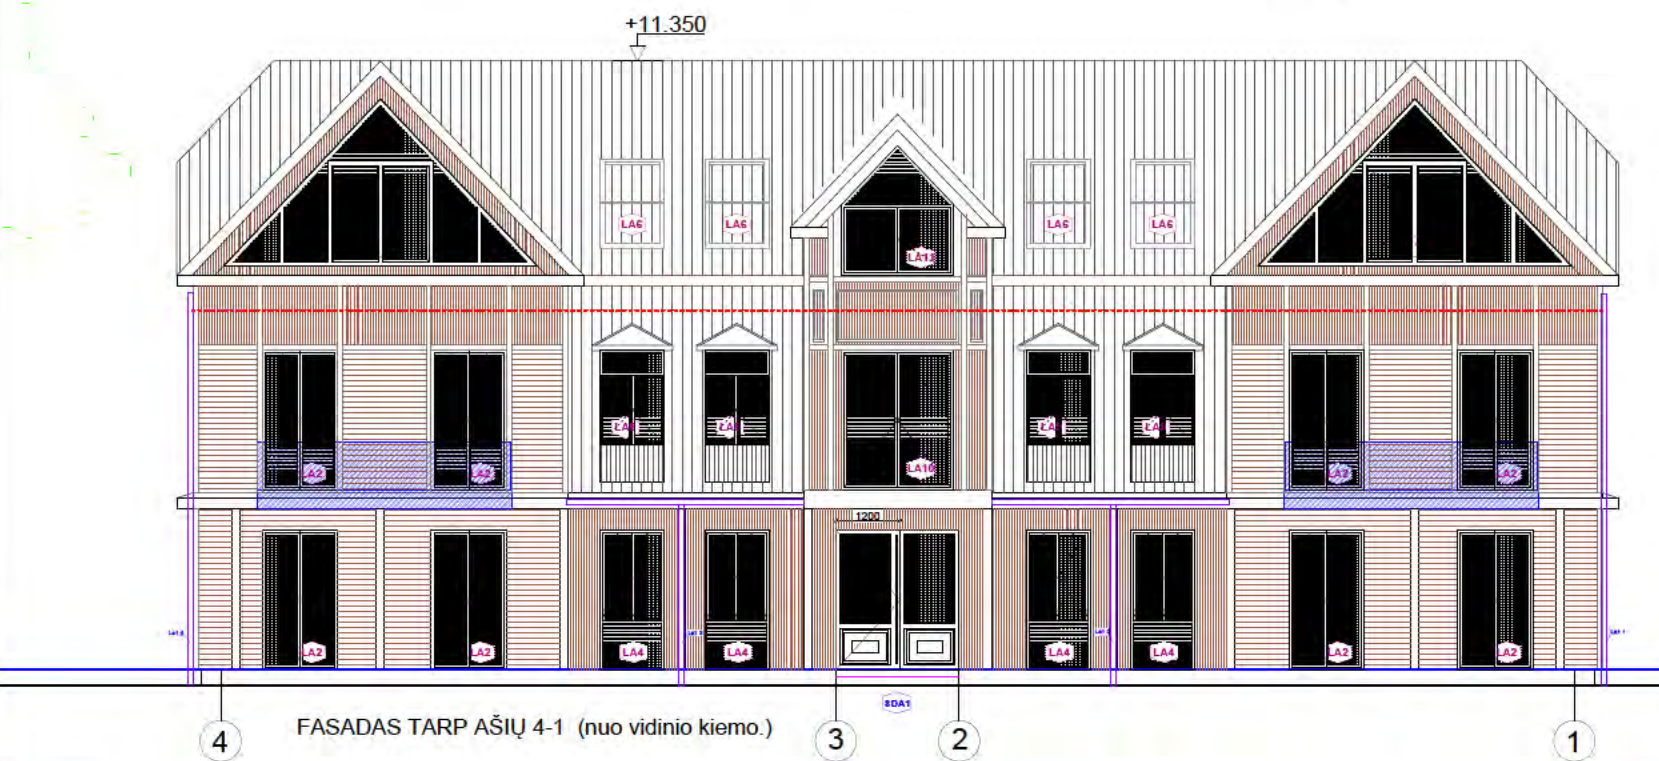 +11.350
LA6 LA6 LA6 LA6
LA10
LA2 LA2 LA2 LA2
1200
LA2 LA2 LA4 LA4 LA4 LA4 LA2 LA2
SDA1
FASADAS TARP AŠIŲ 4-1 (nuo vidinio kiemo.)
4 3 2 1